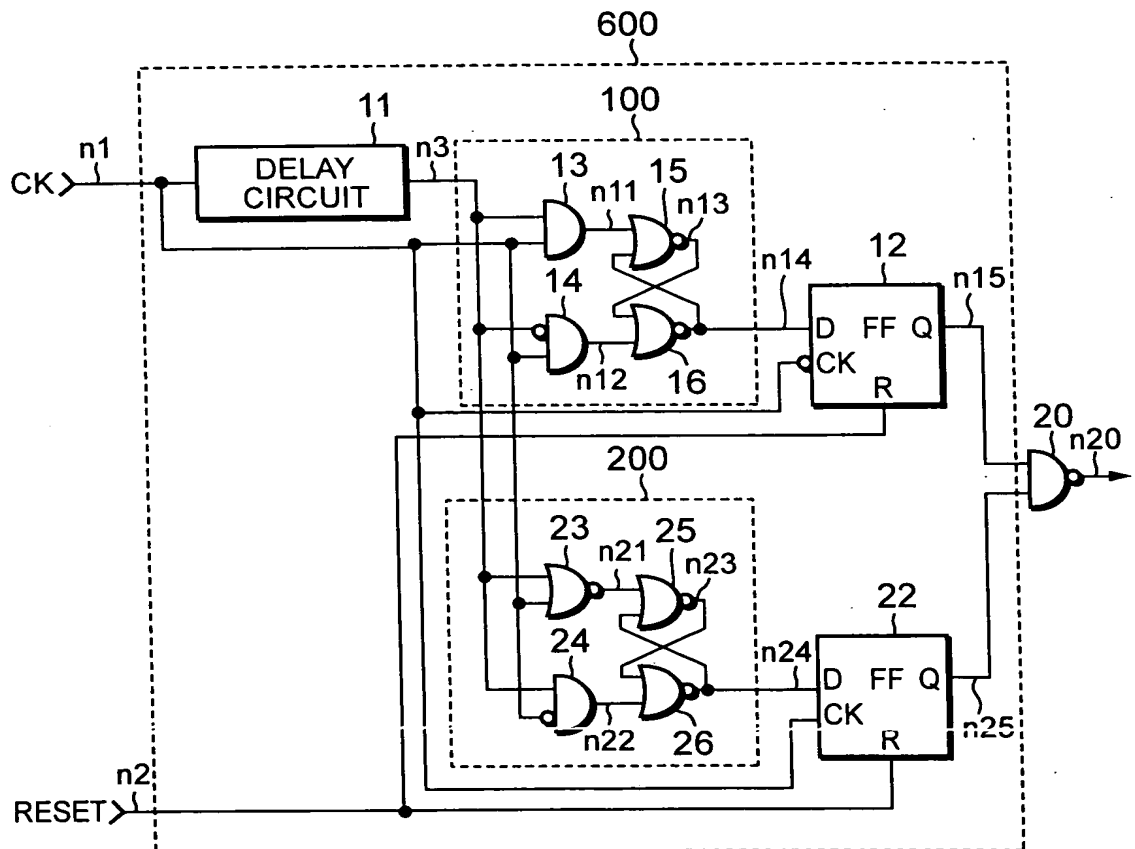 600
11
100
n1
n3
CK
DELAY
CIRCUIT
13
n11
15
n13
14
n12
16
n14
12
n15
D FF Q
CK
R
20
n20
200
23
n21
25
n23
24
n22
26
n24
22
D FF Q
CK
R
n25
n2
RESET